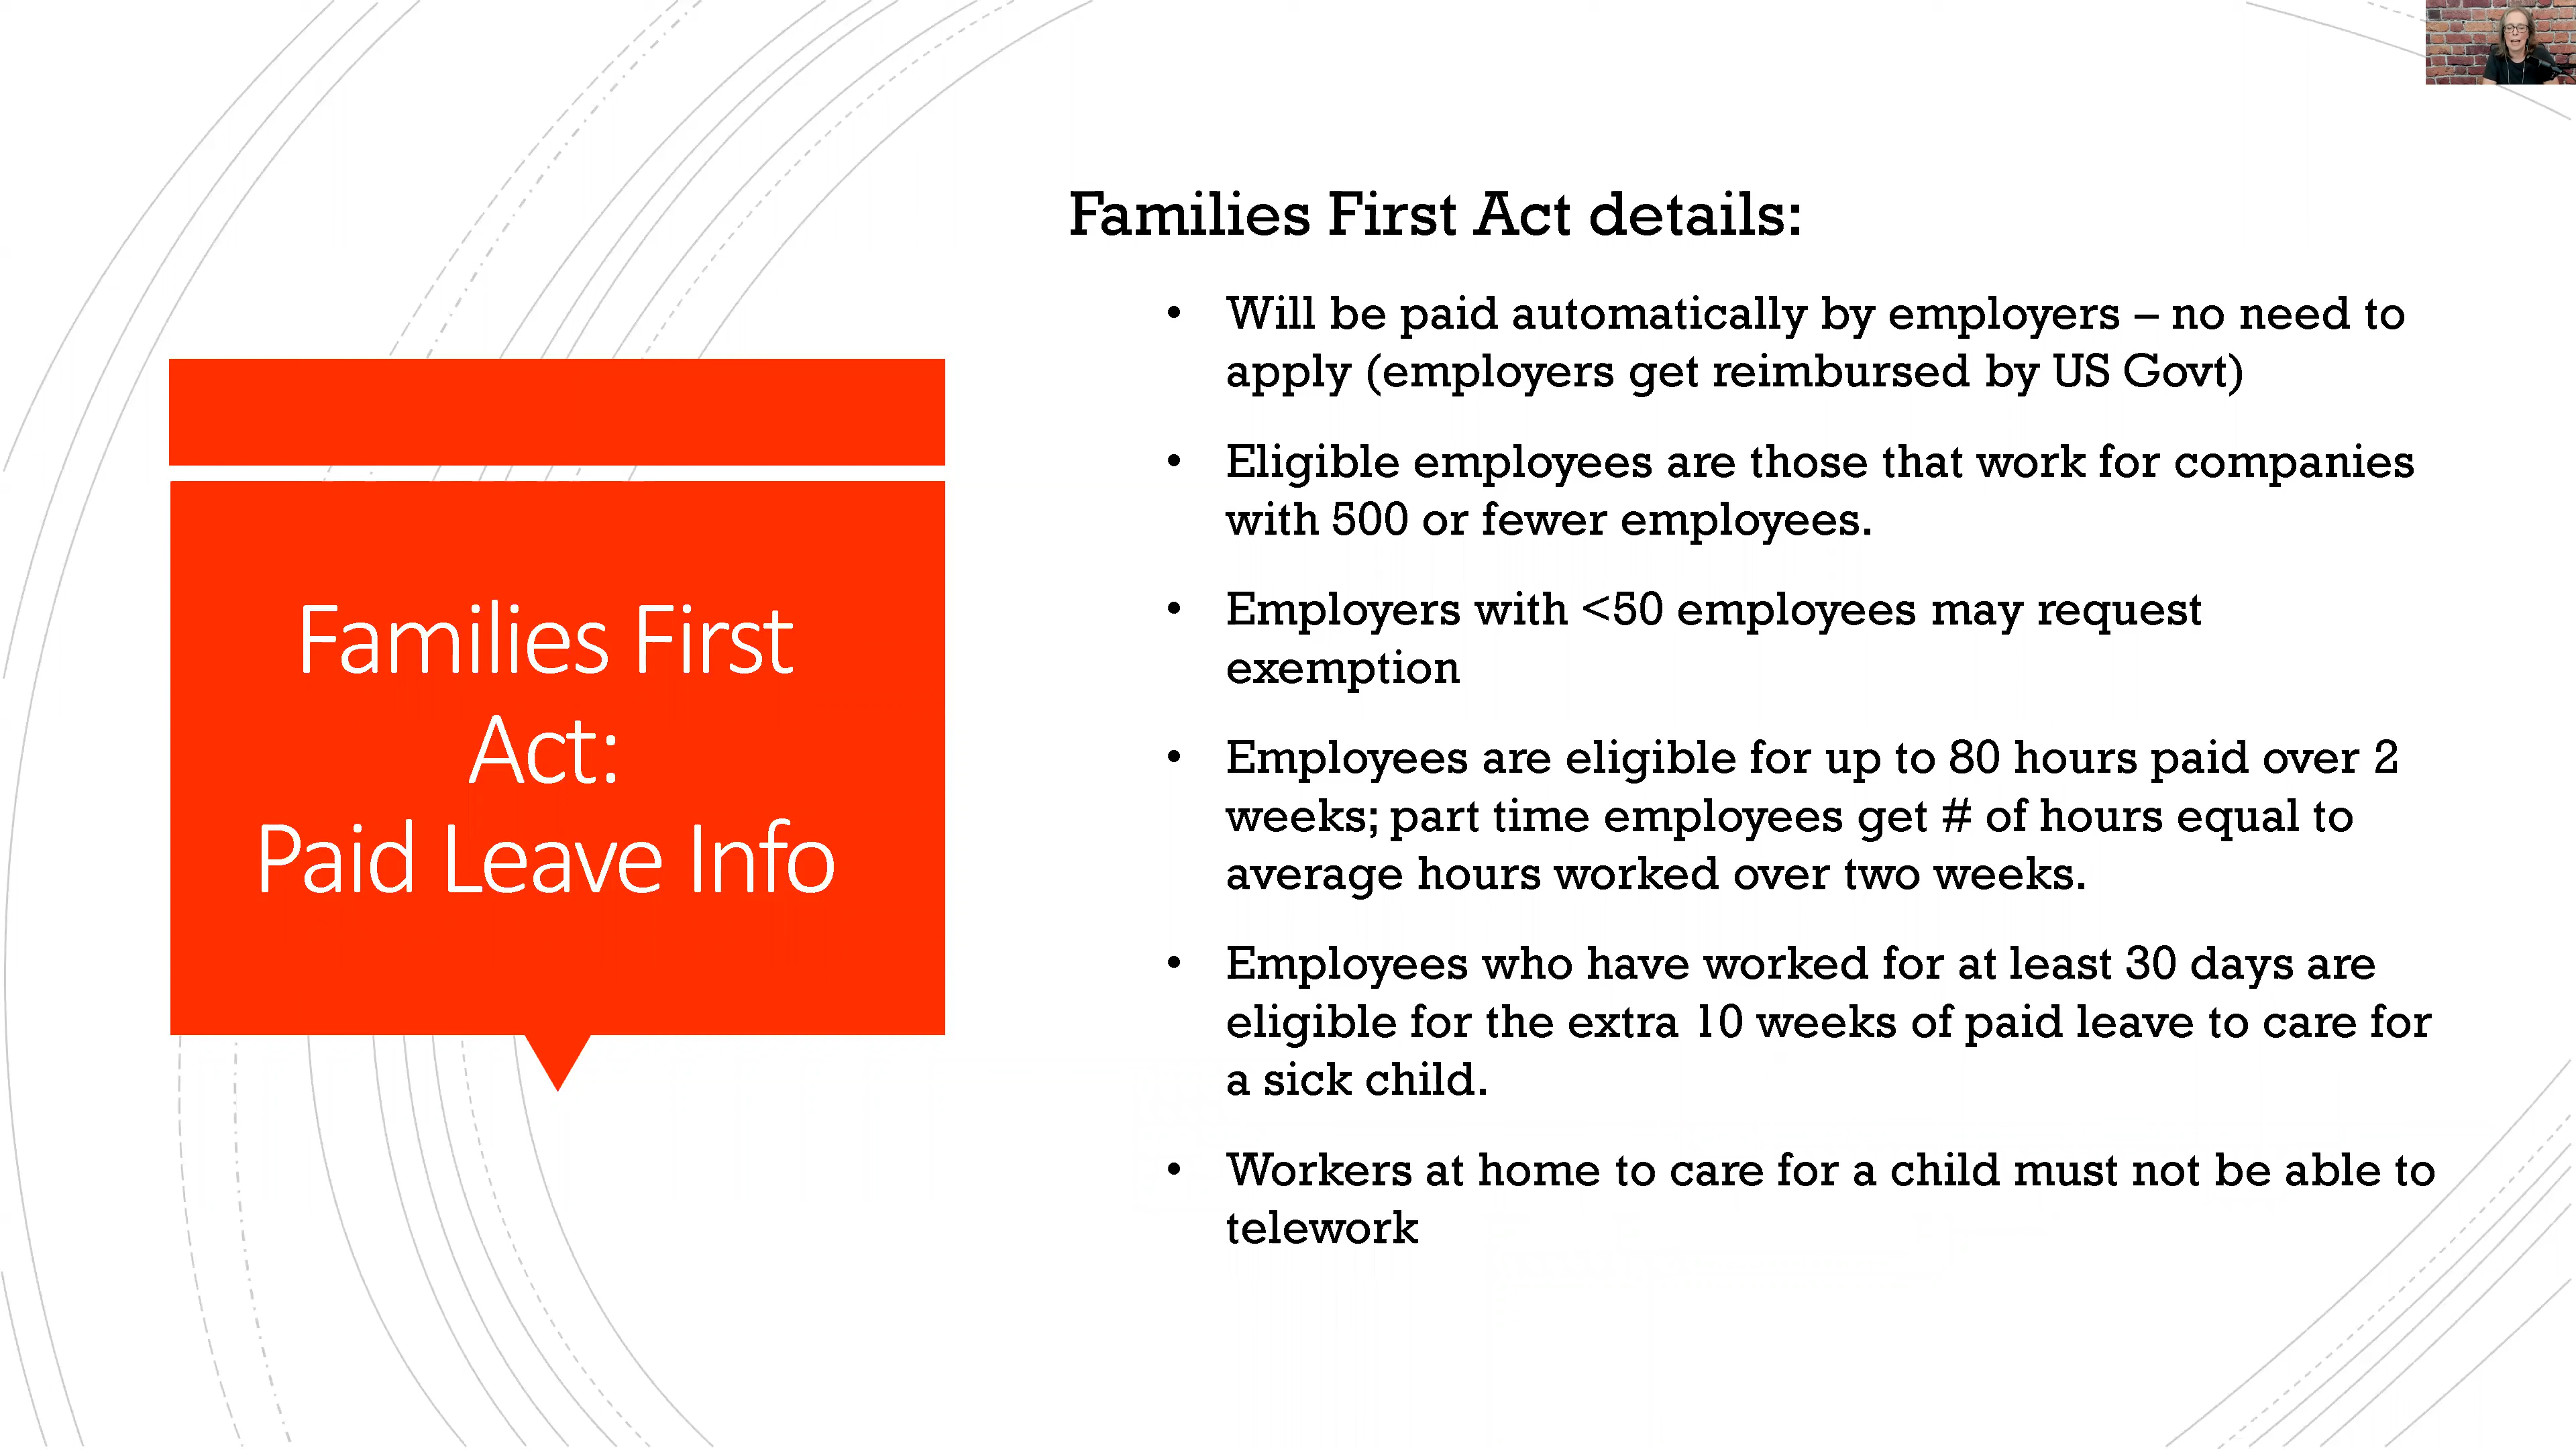 Families First
Act:
Paid Leave Info
Families First Act details:
• Will be paid automatically by employers – no need to
apply (employers get reimbursed by US Govt)
• Eligible employees are those that work for companies
with 500 or fewer employees.
• Employers with <50 employees may request
exemption
• Employees are eligible for up to 80 hours paid over 2
weeks; part time employees get # of hours equal to
average hours worked over two weeks.
• Employees who have worked for at least 30 days are
eligible for the extra 10 weeks of paid leave to care for
a sick child.
• Workers at home to care for a child must not be able to
telework